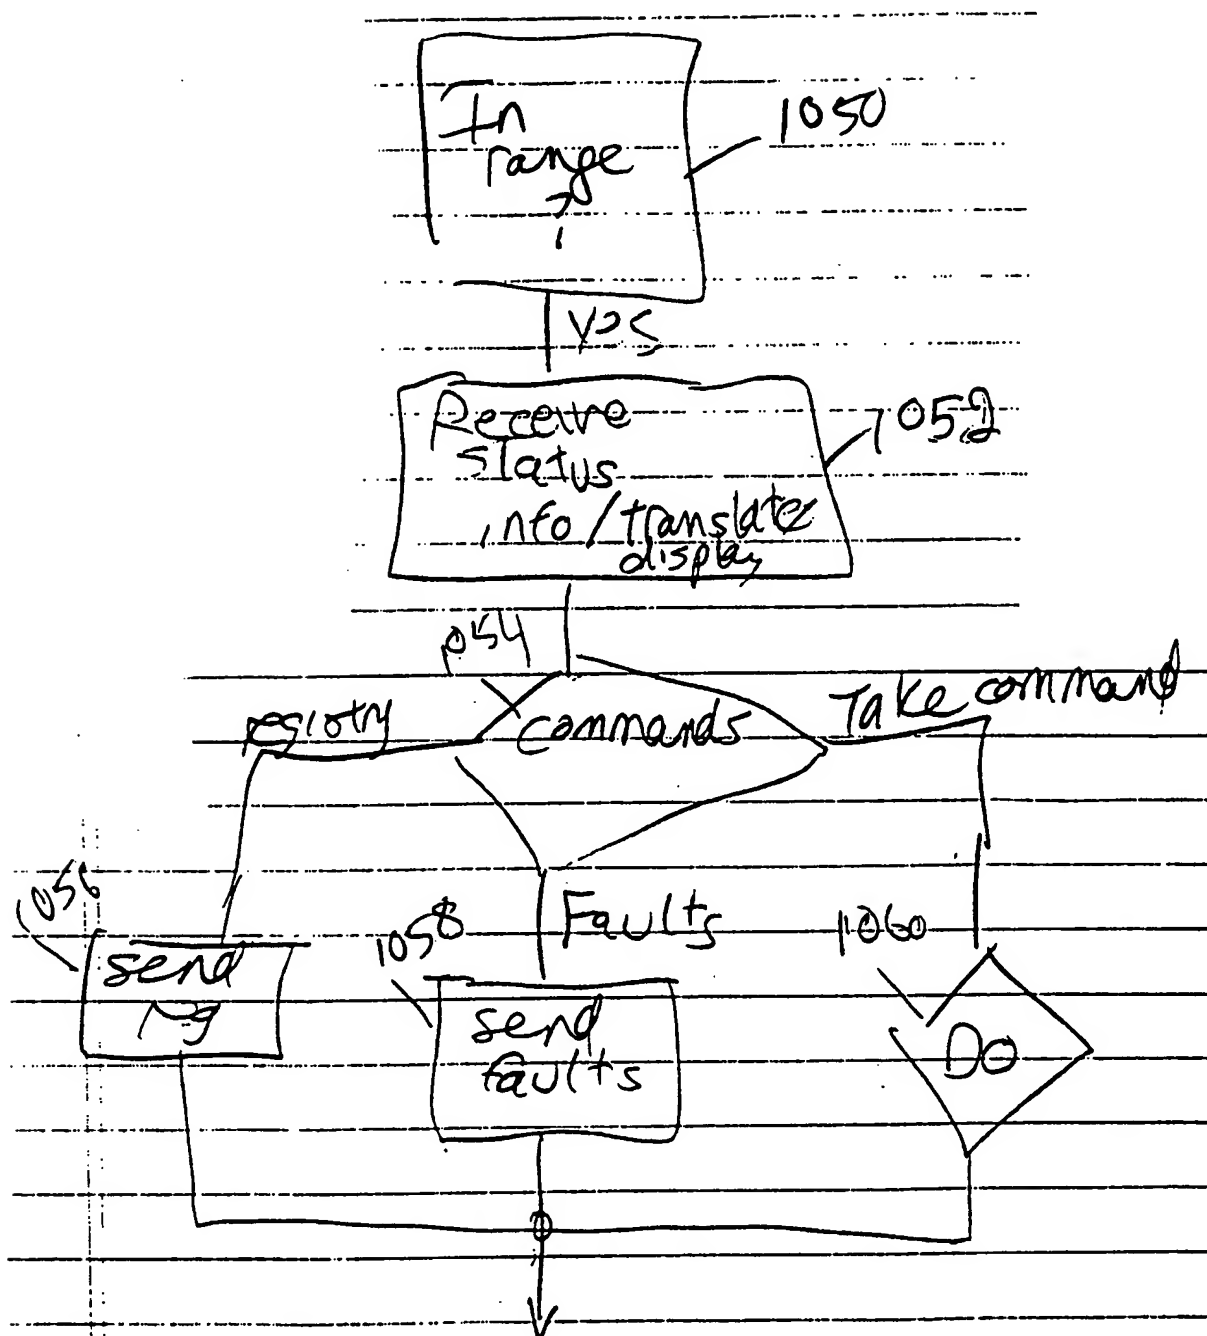 In
range
?
1050
yes
Receive
status
info / translate
display
1052
1054
commands
registry
Take command
1056
send
reg
Faults
1058
send
faults
1060
Do